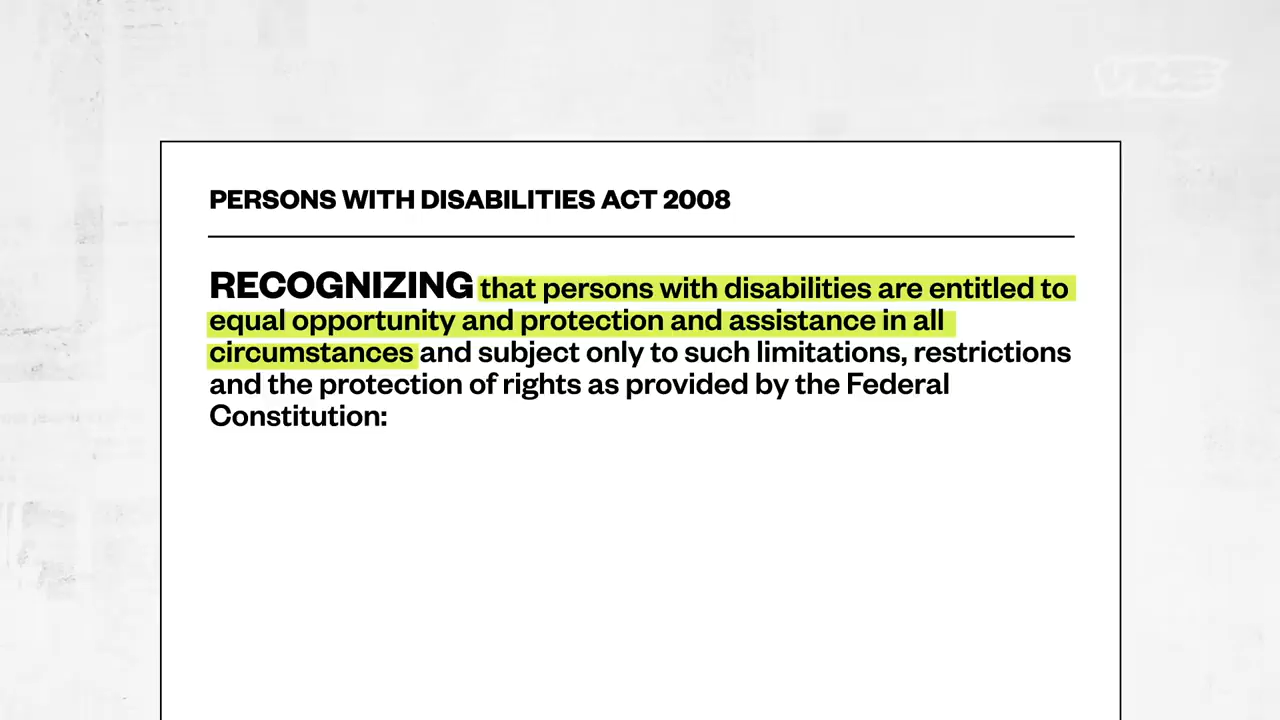 VICE
PERSONS WITH DISABILITIES ACT 2008
RECOGNIZING that persons with disabilities are entitled to
equal opportunity and protection and assistance in all
circumstances and subject only to such limitations, restrictions
and the protection of rights as provided by the Federal
Constitution: